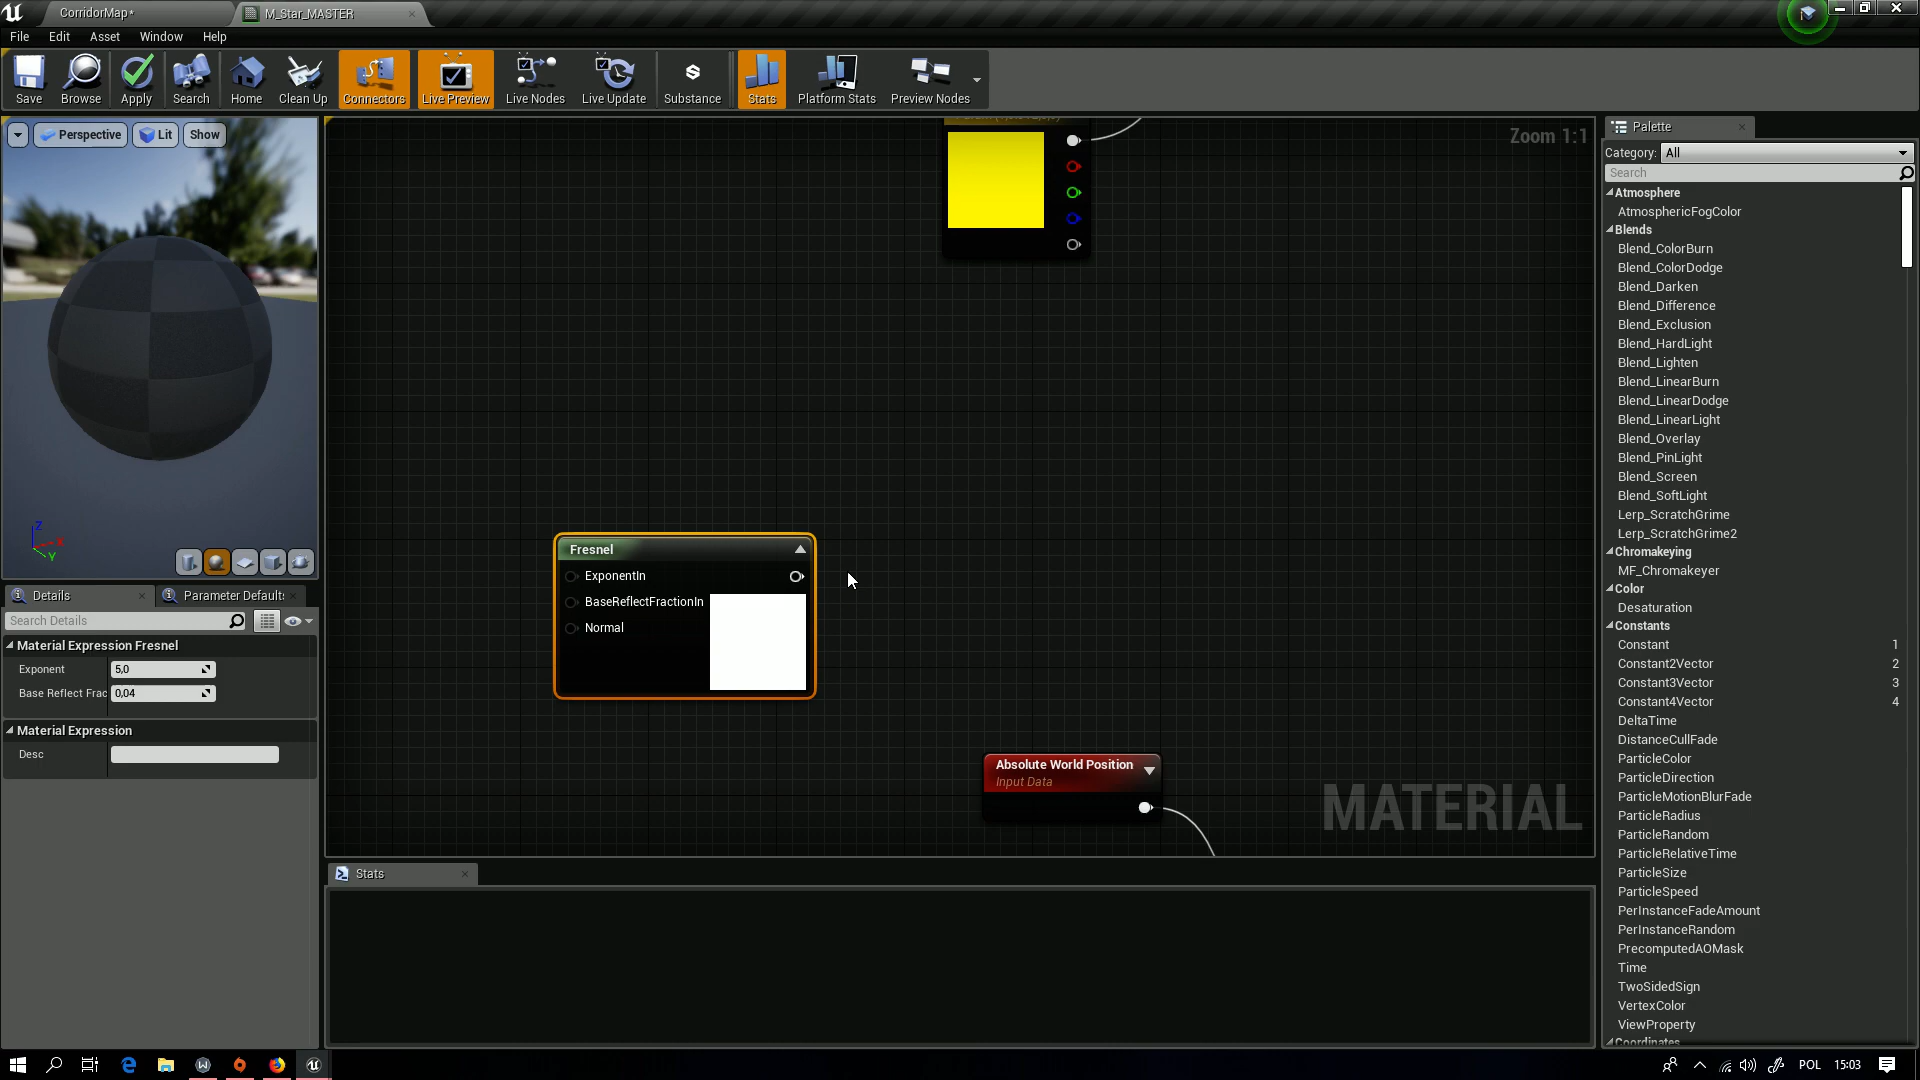 CorridorMap*
M_Star_MASTER
File Edit Asset Window Help
Save Browse Apply Search Home Clean Up Connectors Live Preview Live Nodes Live Update Substance Stats Platform Stats Preview Nodes
Perspective Lit Show
Zoom 1:1
Z
X
Y
Fresnel
ExponentIn
BaseReflectFractionIn
Normal
Absolute World Position
Input Data
MATERIAL
Details
Parameter Default
Search Details
Material Expression Fresnel
Exponent 5,0
Base Reflect Frac 0,04
Material Expression
Desc
Stats
Palette
Category: All
Search
Atmosphere
AtmosphericFogColor
Blends
Blend_ColorBurn
Blend_ColorDodge
Blend_Darken
Blend_Difference
Blend_Exclusion
Blend_HardLight
Blend_Lighten
Blend_LinearBurn
Blend_LinearDodge
Blend_LinearLight
Blend_Overlay
Blend_PinLight
Blend_Screen
Blend_SoftLight
Lerp_ScratchGrime
Lerp_ScratchGrime2
Chromakeying
MF_Chromakeyer
Color
Desaturation
Constants
Constant 1
Constant2Vector 2
Constant3Vector 3
Constant4Vector 4
DeltaTime
DistanceCullFade
ParticleColor
ParticleDirection
ParticleMotionBlurFade
ParticleRadius
ParticleRandom
ParticleRelativeTime
ParticleSize
ParticleSpeed
PerInstanceFadeAmount
PerInstanceRandom
PrecomputedAOMask
Time
TwoSidedSign
VertexColor
ViewProperty
Coordinates
POL 15:03